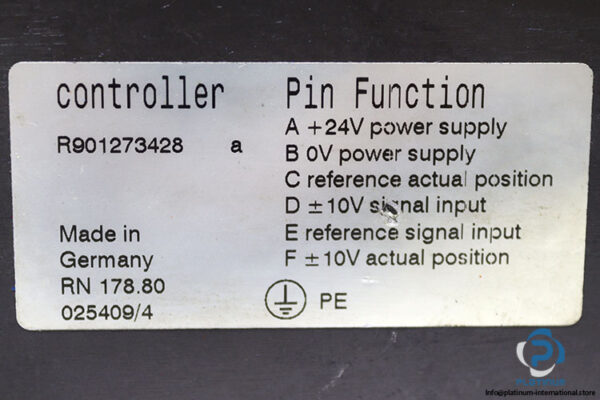 controller
R901273428 a
Made in
Germany
RN 178.80
025409/4
Pin Function
A +24V power supply
B 0V power supply
C reference actual position
D ±10V signal input
E reference signal input
F ±10V actual position
PE
PLATINUM
Info@platinum-international.store